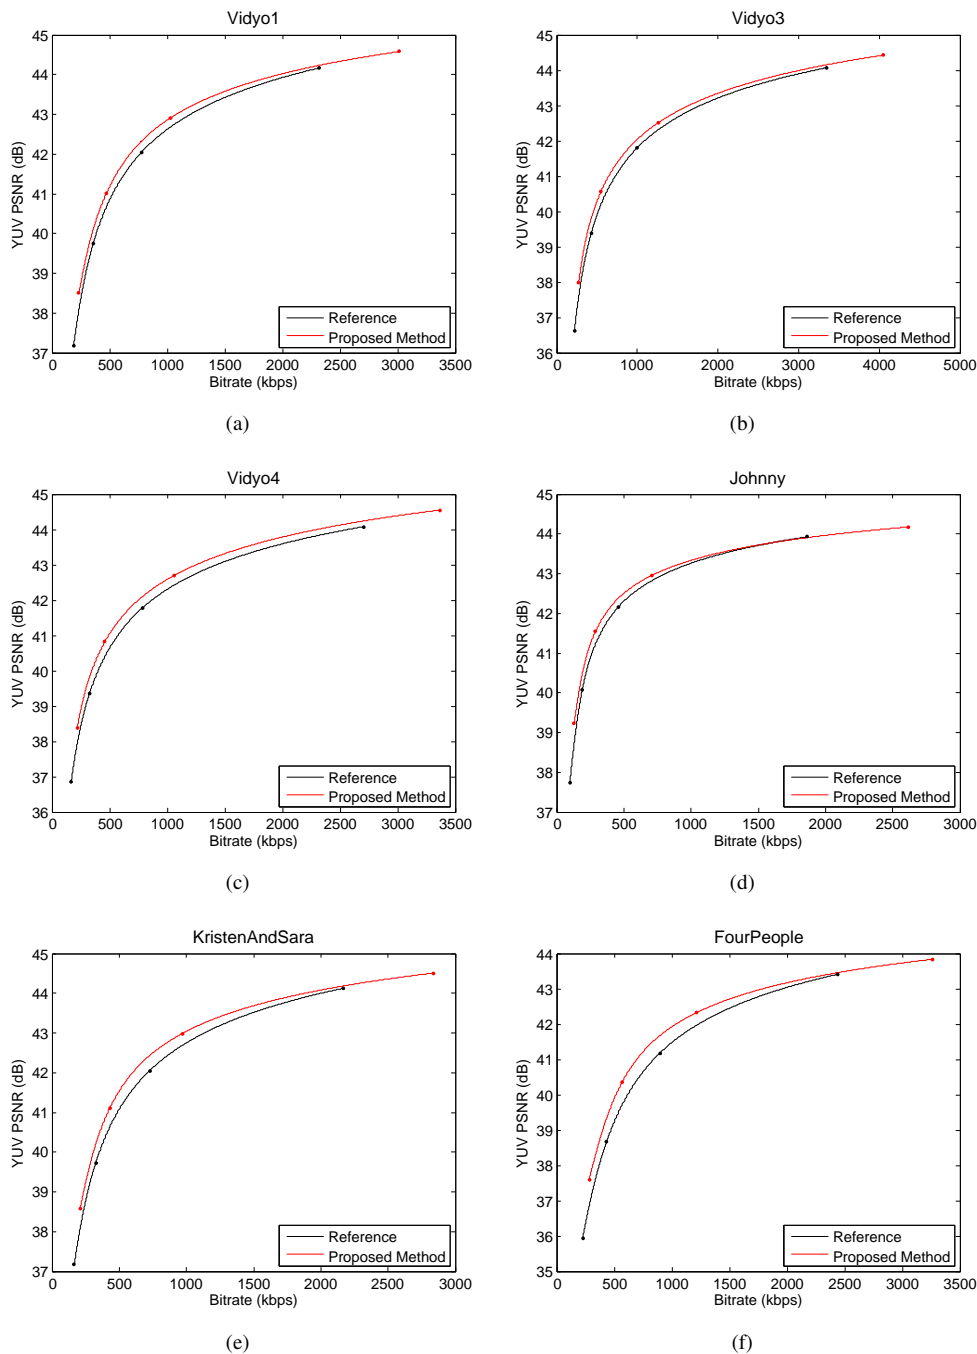 Vidyo1
45
44
43
42
41
40
39
38
37
YUV PSNR (dB)
0 500 1000 1500 2000 2500 3000 3500
Bitrate (kbps)
Reference
Proposed Method
(a)
Vidyo3
45
44
43
42
41
40
39
38
37
36
YUV PSNR (dB)
0 1000 2000 3000 4000 5000
Bitrate (kbps)
Reference
Proposed Method
(b)
Vidyo4
45
44
43
42
41
40
39
38
37
36
YUV PSNR (dB)
0 500 1000 1500 2000 2500 3000 3500
Bitrate (kbps)
Reference
Proposed Method
(c)
Johnny
45
44
43
42
41
40
39
38
37
YUV PSNR (dB)
0 500 1000 1500 2000 2500 3000
Bitrate (kbps)
Reference
Proposed Method
(d)
KristenAndSara
45
44
43
42
41
40
39
38
37
YUV PSNR (dB)
0 500 1000 1500 2000 2500 3000
Bitrate (kbps)
Reference
Proposed Method
(e)
FourPeople
44
43
42
41
40
39
38
37
36
35
YUV PSNR (dB)
0 500 1000 1500 2000 2500 3000 3500
Bitrate (kbps)
Reference
Proposed Method
(f)